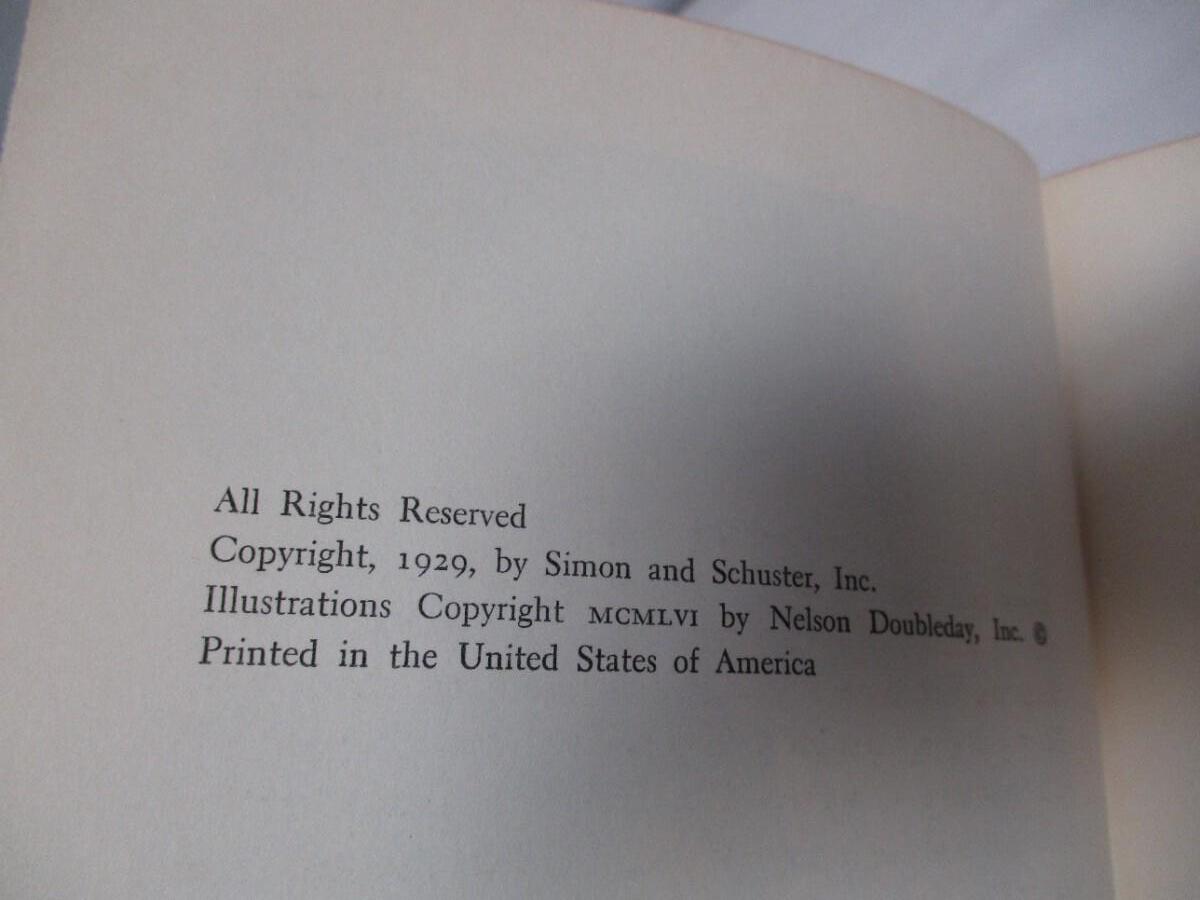 All Rights Reserved
Copyright, 1929, by Simon and Schuster, Inc.
Illustrations Copyright MCMLVI by Nelson Doubleday, Inc. ©
Printed in the United States of America